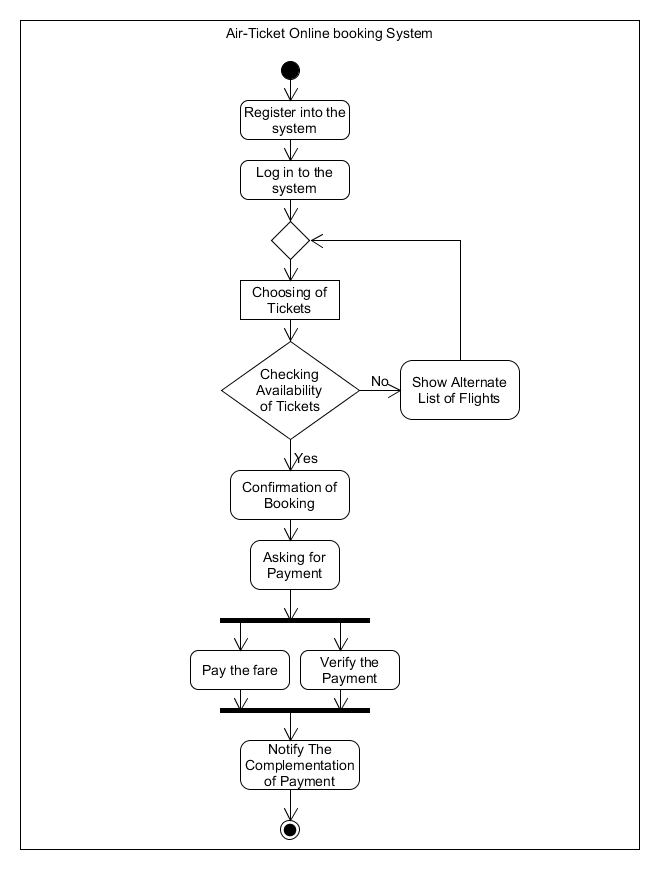 Air-Ticket Online booking System
Register into the
system
Log in to the
system
Choosing of
Tickets
Checking
Availability
of Tickets
No
Show Alternate
List of Flights
Yes
Confirmation of
Booking
Asking for
Payment
Pay the fare
Verify the
Payment
Notify The
Complementation
of Payment